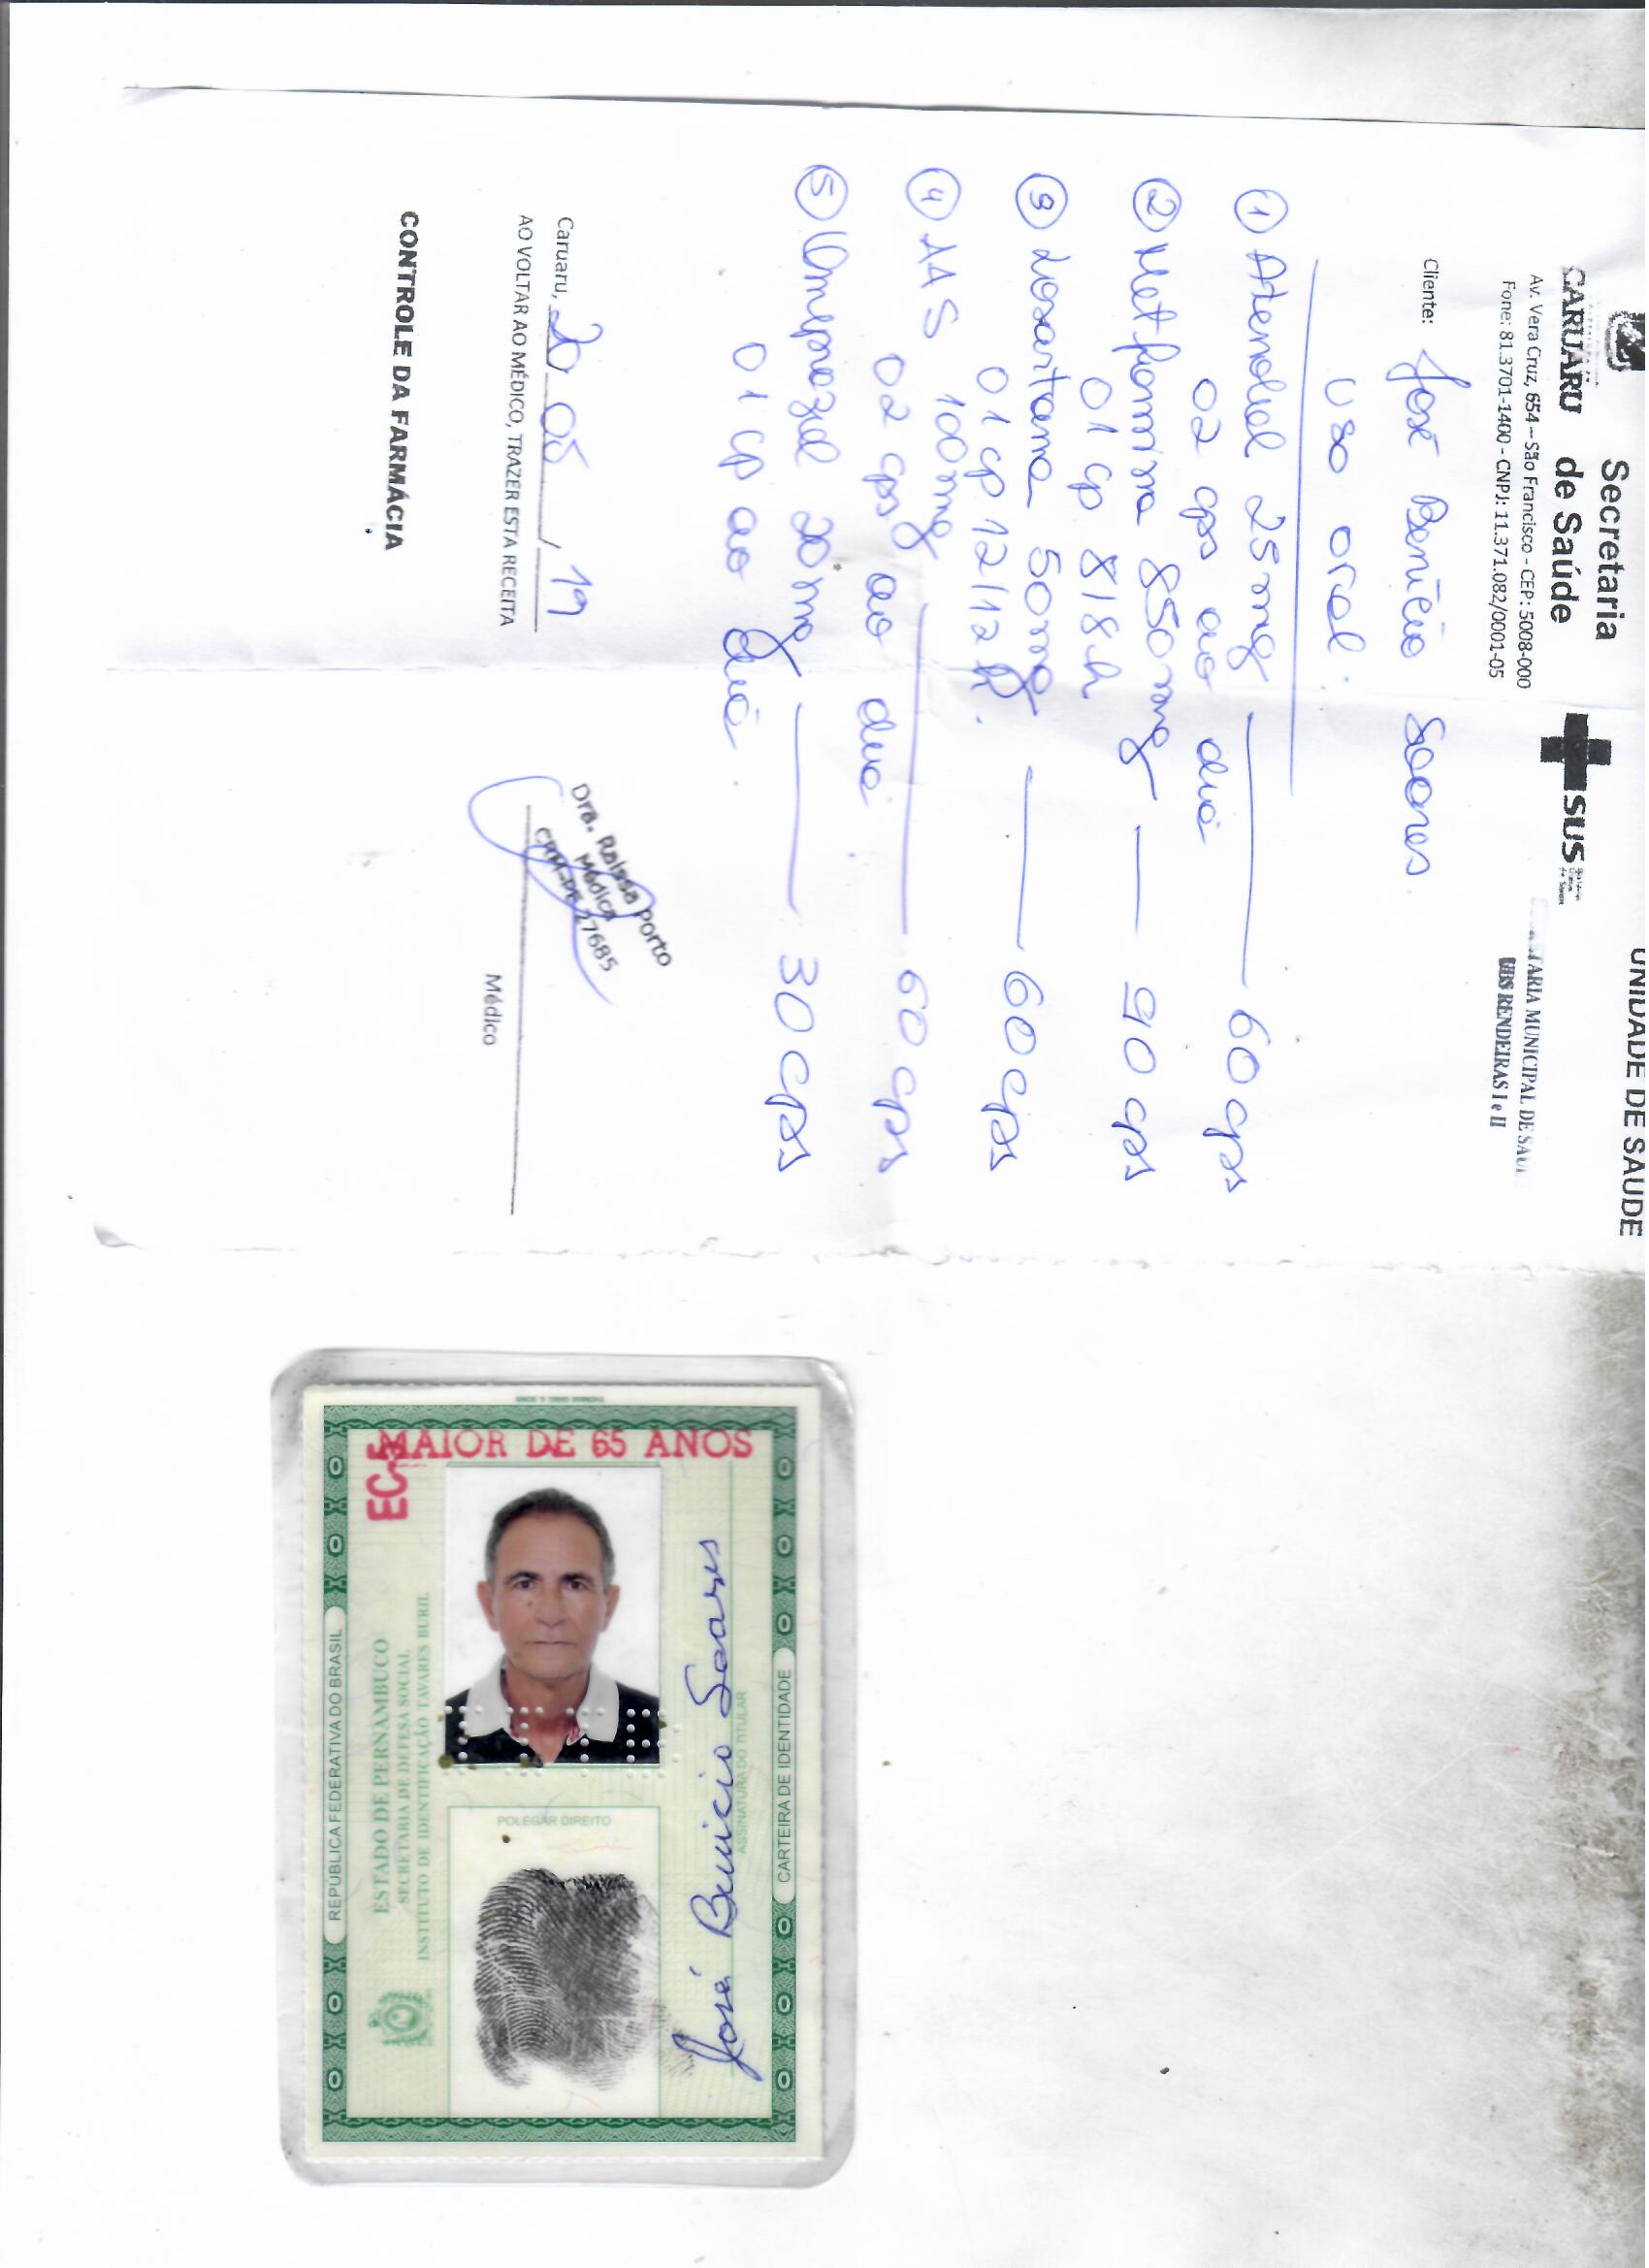 UNIDADE DE SAUDE
Secretaria
CARUARU de Saúde
SUS
Av. Vera Cruz, 654 – São Francisco - CEP: 5008-000
Fone: 81.3701-1400 - CNPJ: 11.371.082/0001-05
MUNICIPAL DE
UBS RENDEIRAS I e II
Cliente: José Benício Soares.
Uso oral:
① Atenolol 25mg — 60 cps
02 cps ao dia
② Metformina 850mg — 90 cps
01 cp 8/8h
③ Losartana 50mg — 60 cps
01 cp 12/12h.
④ AAS 100mg — 60 cps
02 cps ao dia
⑤ Omeprazol 20mg — 30 cps
01 cp ao dia.
Dra. Raissa Porto
Médica
CRM-PE 27685
Caruaru, 20/05/19
AO VOLTAR AO MÉDICO, TRAZER ESTA RECEITA
Médico
CONTROLE DA FARMÁCIA
REPUBLICA FEDERATIVA DO BRASIL
ESTADO DE PERNAMBUCO
SECRETARIA DE DEFESA SOCIAL
INSTITUTO DE IDENTIFICAÇÃO TAVARES BURIL
MAIOR DE 65 ANOS
POLEGAR DIREITO
José Benicio Soares
ASSINATURA DO TITULAR
CARTEIRA DE IDENTIDADE